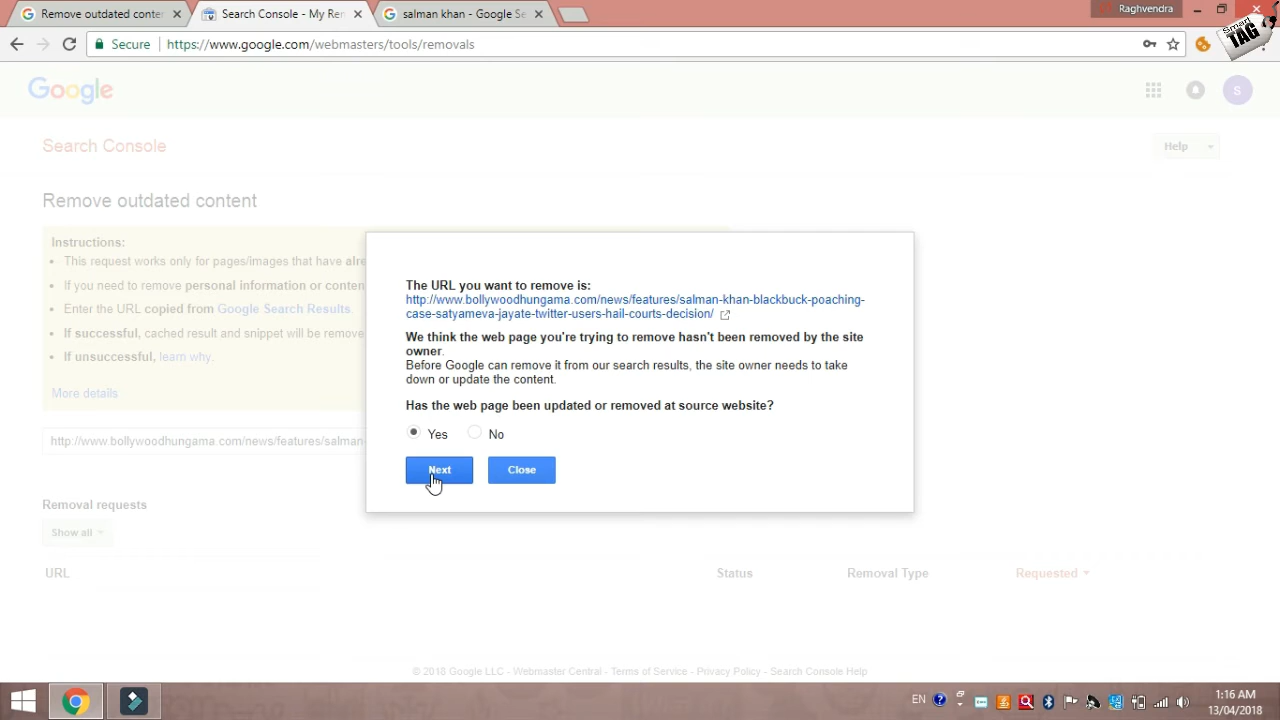 Remove outdated conten
Search Console - My Ren
salman khan - Google Se
Raghvendra
Smart
TAG
Secure
https://www.google.com/webmasters/tools/removals
Google
S
Search Console
Help
Remove outdated content
Instructions:
This request works only for pages/images that have alre
If you need to remove personal information or conten
Enter the URL copied from Google Search Results.
If successful, cached result and snippet will be remove
If unsuccessful, learn why.
More details
http://www.bollywoodhungama.com/news/features/salman
The URL you want to remove is:
http://www.bollywoodhungama.com/news/features/salman-khan-blackbuck-poaching-
case-satyameva-jayate-twitter-users-hail-courts-decision/
We think the web page you're trying to remove hasn't been removed by the site
owner.
Before Google can remove it from our search results, the site owner needs to take
down or update the content.
Has the web page been updated or removed at source website?
Yes No
Next Close
Removal requests
Show all
URL Status Removal Type Requested
© 2018 Google LLC - Webmaster Central - Terms of Service - Privacy Policy - Search Console Help
EN
1:16 AM
13/04/2018